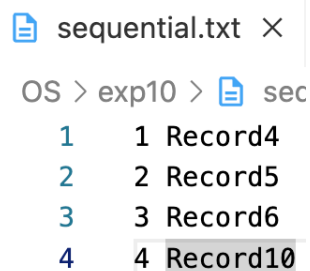 sequential.txt ×
OS > exp10 > sec
1 1 Record4
2 2 Record5
3 3 Record6
4 4 Record10